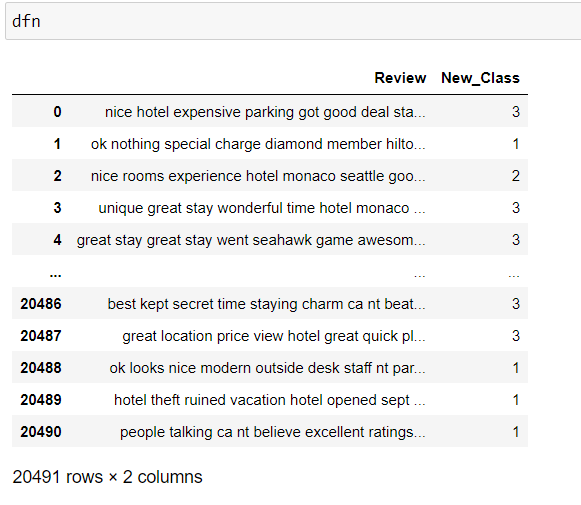 dfn
Review New_Class
0 nice hotel expensive parking got good deal sta... 3
1 ok nothing special charge diamond member hilto... 1
2 nice rooms experience hotel monaco seattle goo... 2
3 unique great stay wonderful time hotel monaco ... 3
4 great stay great stay went seahawk game awesom... 3
... ... ...
20486 best kept secret time staying charm ca nt beat... 3
20487 great location price view hotel great quick pl... 3
20488 ok looks nice modern outside desk staff nt par... 1
20489 hotel theft ruined vacation hotel opened sept ... 1
20490 people talking ca nt believe excellent ratings... 1
20491 rows × 2 columns